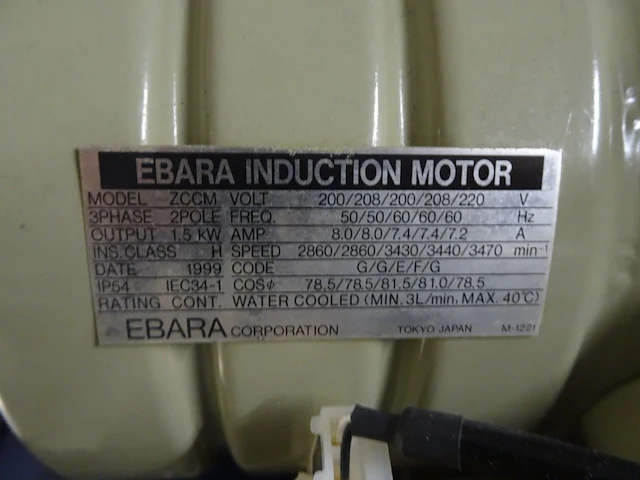 EBARA INDUCTION MOTOR
MODEL ZCCM VOLT 200/208/200/208/220 V
3PHASE 2POLE FREQ. 50/50/60/60/60 Hz
OUTPUT 1.5 kW AMP 8.0/8.0/7.4/7.4/7.2 A
INS.CLASS H SPEED 2860/2860/3430/3440/3470 min⁻¹
DATE 1999 CODE G/G/E/F/G
IP54 IEC34-1 COSφ 78.5/78.5/81.5/81.0/78.5
RATING CONT. WATER COOLED (MIN. 3L/min. MAX. 40℃)
EBARA CORPORATION TOKYO JAPAN M-1221